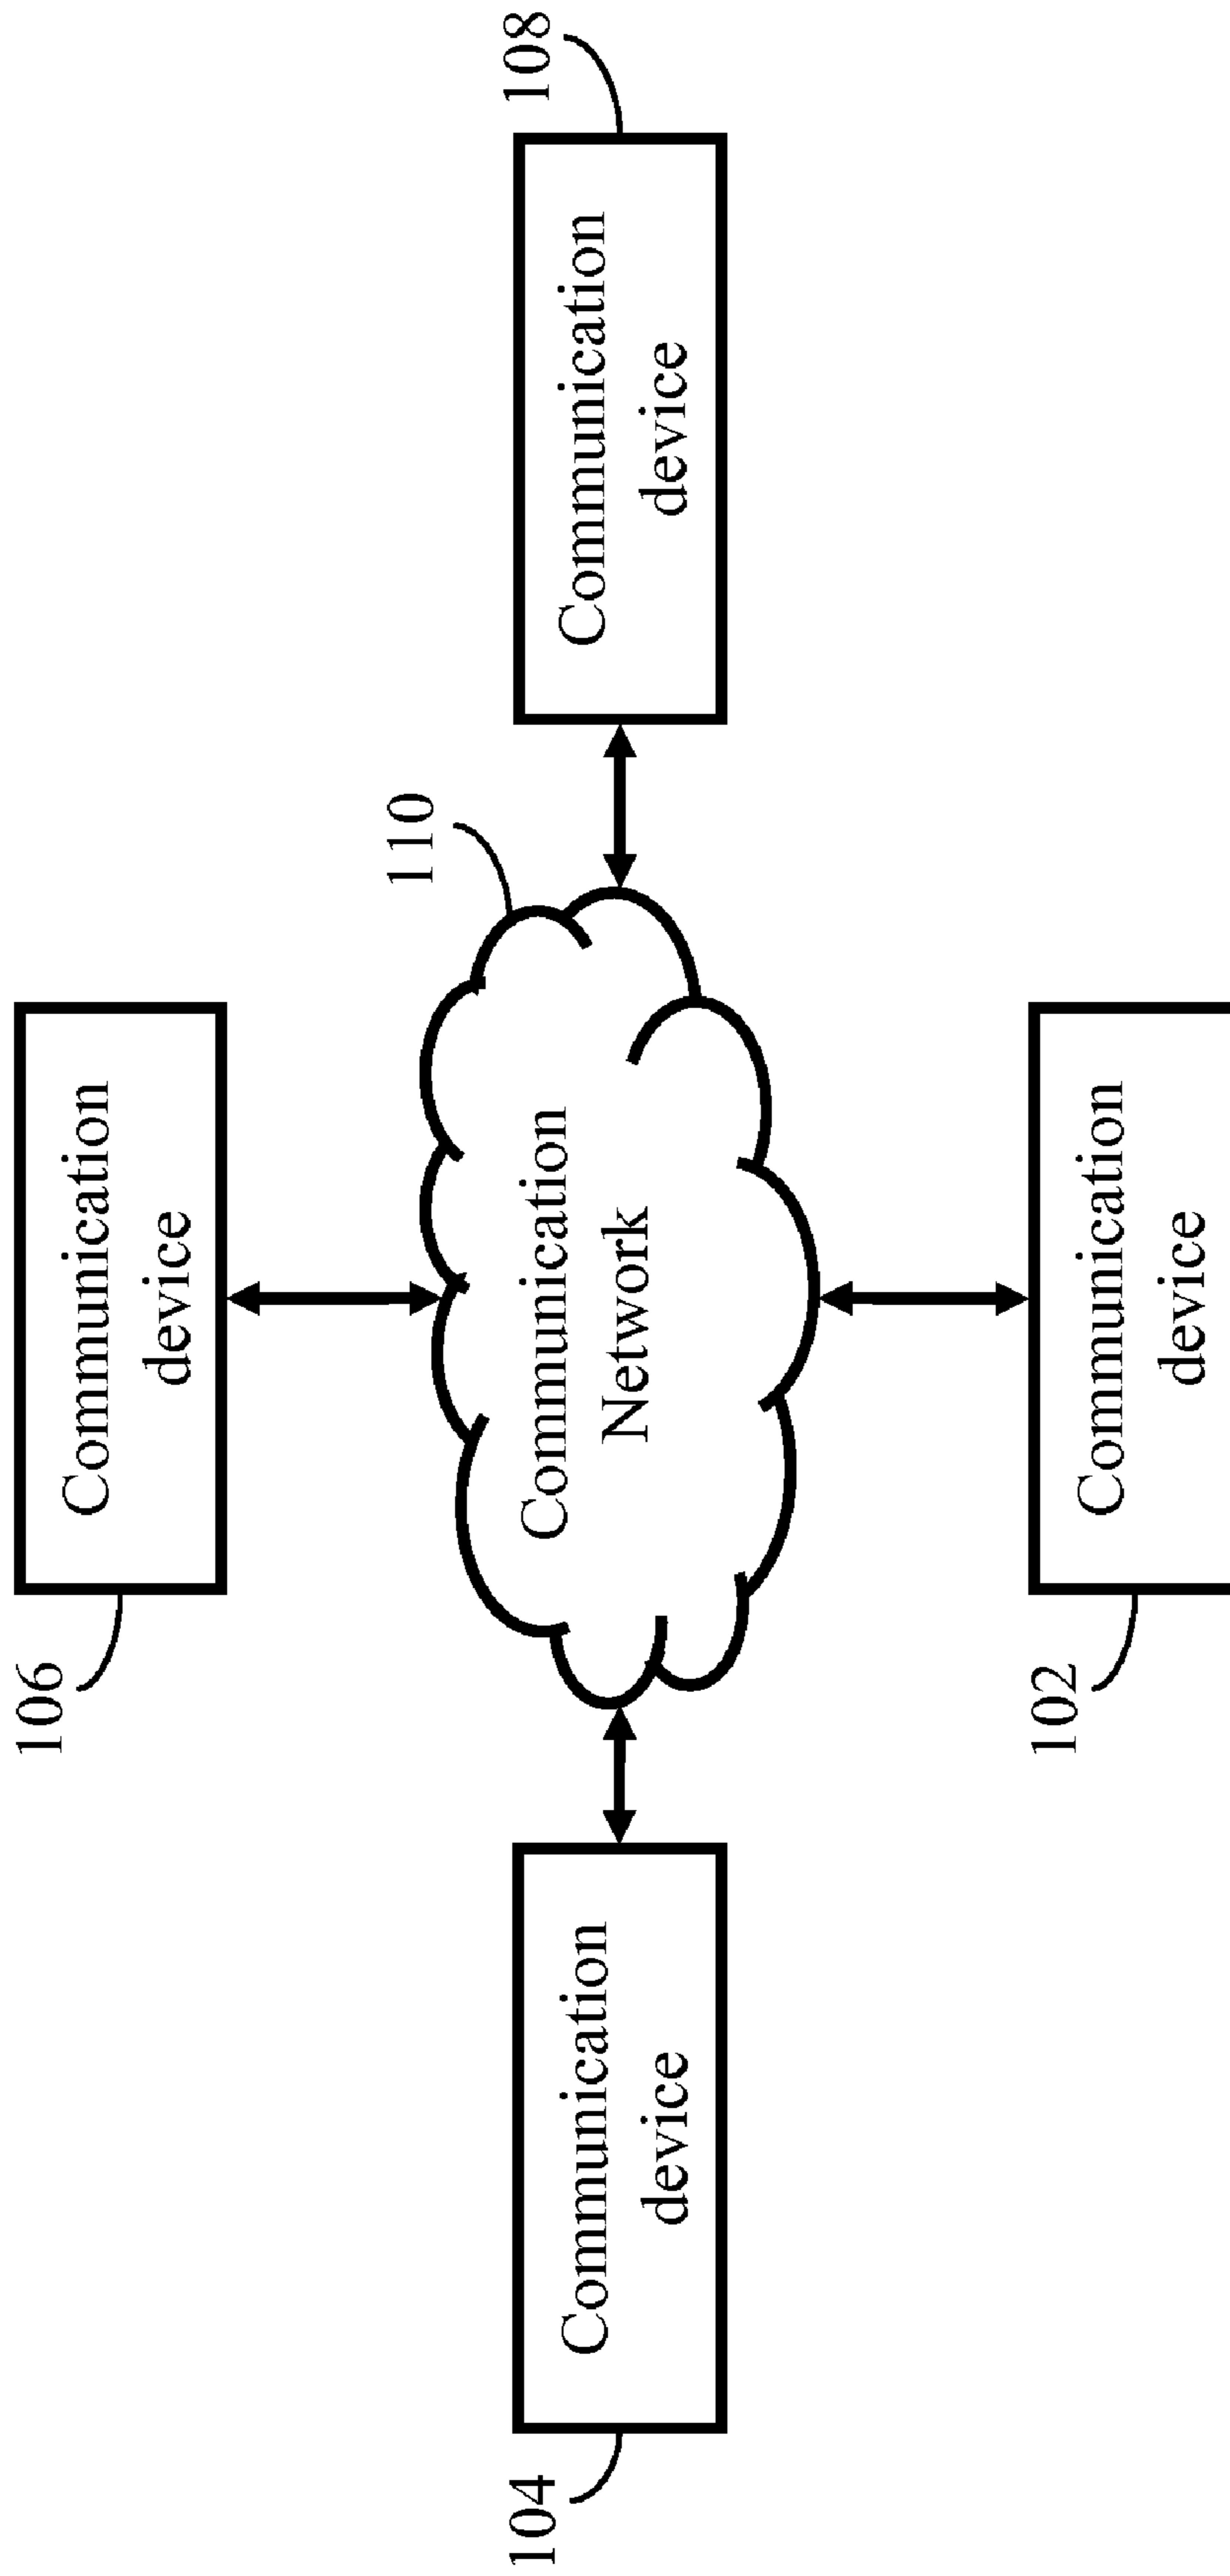 106
Communication
device
110
108
104
Communication
device
Communication
Network
Communication
device
102
Communication
device